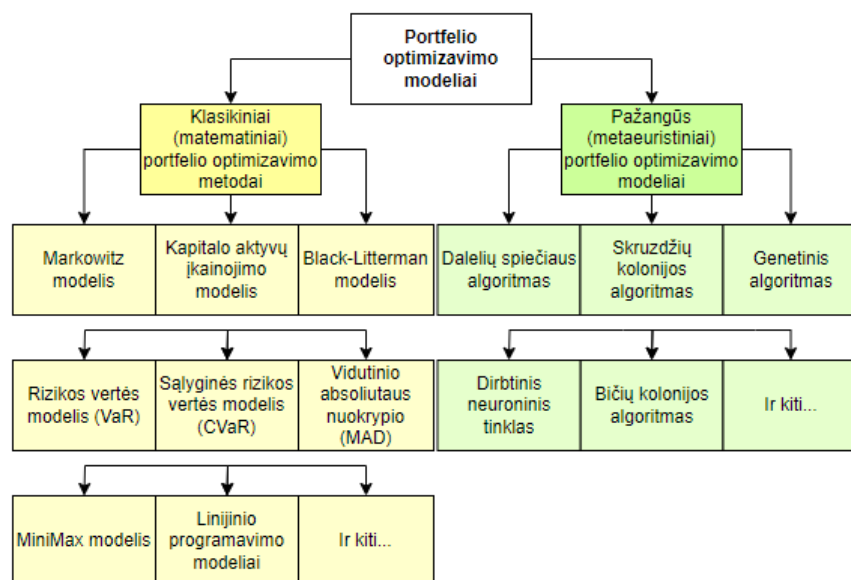 Portfelio
optimizavimo
modeliai
Klasikiniai
(matematiniai)
portfelio optimizavimo
metodai
Pažangūs
(metaeuristiniai)
portfelio optimizavimo
modeliai
Markowitz
modelis
Kapitalo aktyvų
įkainojimo
modelis
Black-Litterman
modelis
Dalelių spiečiaus
algoritmas
Skruzdžių
kolonijos
algoritmas
Genetinis
algoritmas
Rizikos vertės
modelis (VaR)
Sąlyginės rizikos
vertės modelis
(CVaR)
Vidutinio
absoliutaus
nuokrypio
(MAD)
Dirbtinis
neuroninis
tinklas
Bičių kolonijos
algoritmas
Ir kiti...
MiniMax modelis
Linijinio
programavimo
modeliai
Ir kiti...